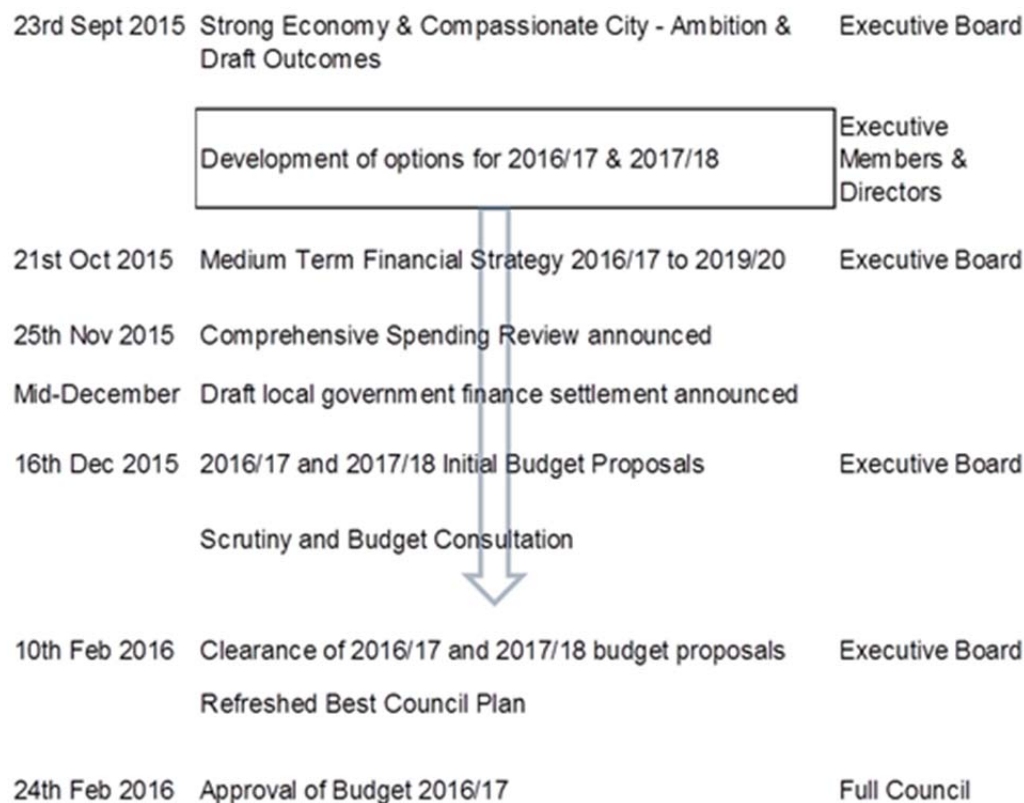 23rd Sept 2015 Strong Economy & Compassionate City - Ambition & Executive Board
Draft Outcomes
Development of options for 2016/17 & 2017/18
Executive
Members &
Directors
21st Oct 2015 Medium Term Financial Strategy 2016/17 to 2019/20 Executive Board
25th Nov 2015 Comprehensive Spending Review announced
Mid-December Draft local government finance settlement announced
16th Dec 2015 2016/17 and 2017/18 Initial Budget Proposals Executive Board
Scrutiny and Budget Consultation
10th Feb 2016 Clearance of 2016/17 and 2017/18 budget proposals Executive Board
Refreshed Best Council Plan
24th Feb 2016 Approval of Budget 2016/17 Full Council